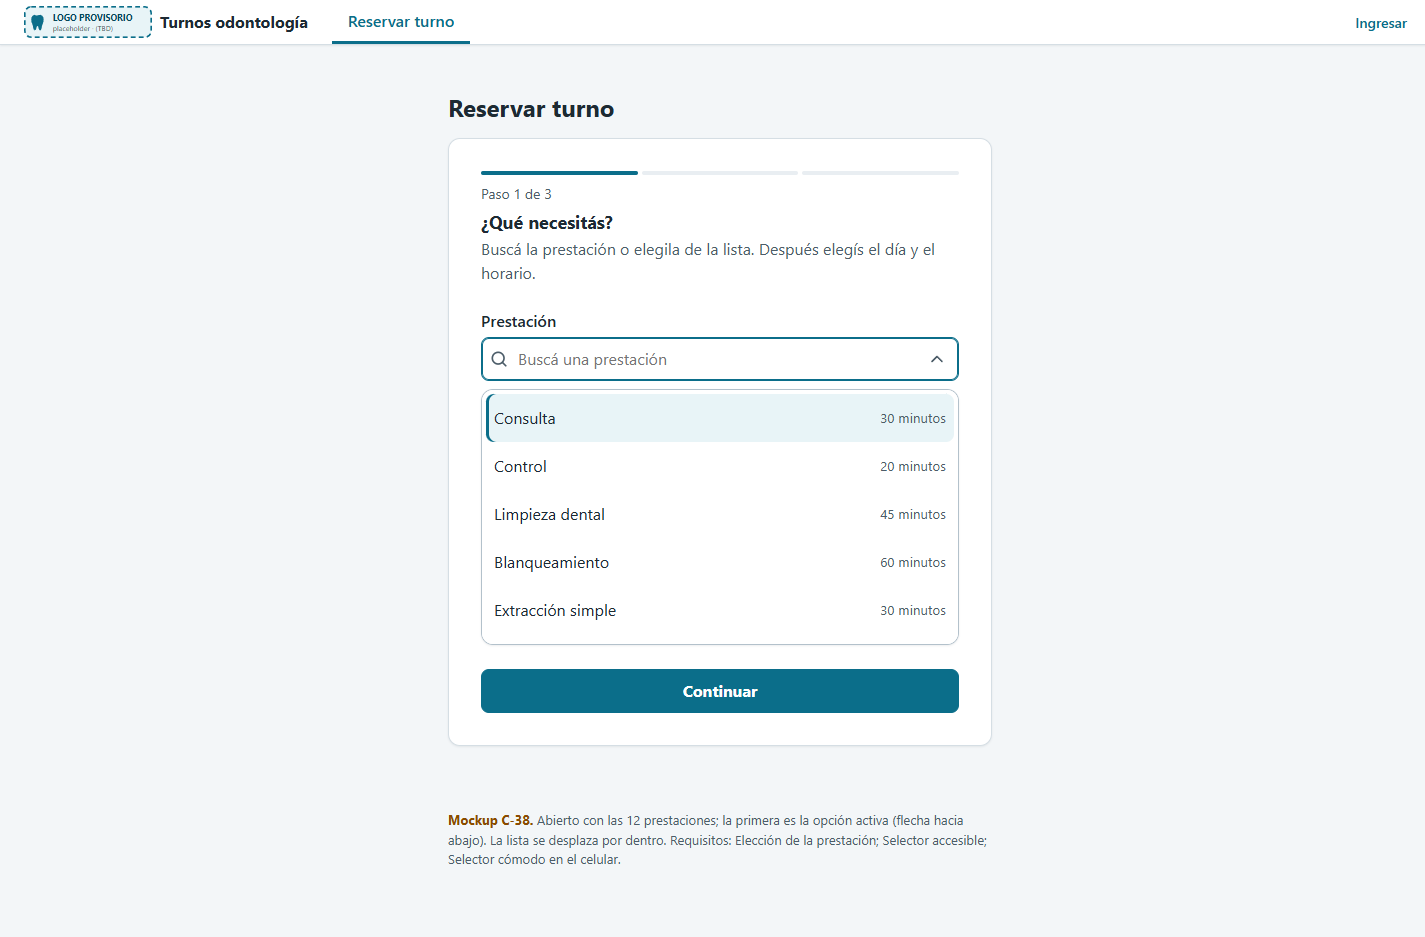 LOGO PROVISORIO
placeholder · (TBD)
Turnos odontología
Reservar turno
Ingresar
Reservar turno
Paso 1 de 3
¿Qué necesitás?
Buscá la prestación o elegila de la lista. Después elegís el día y el
horario.
Prestación
Buscá una prestación
Consulta 30 minutos
Control 20 minutos
Limpieza dental 45 minutos
Blanqueamiento 60 minutos
Extracción simple 30 minutos
Continuar
Mockup C-38. Abierto con las 12 prestaciones; la primera es la opción activa (flecha hacia
abajo). La lista se desplaza por dentro. Requisitos: Elección de la prestación; Selector accesible;
Selector cómodo en el celular.